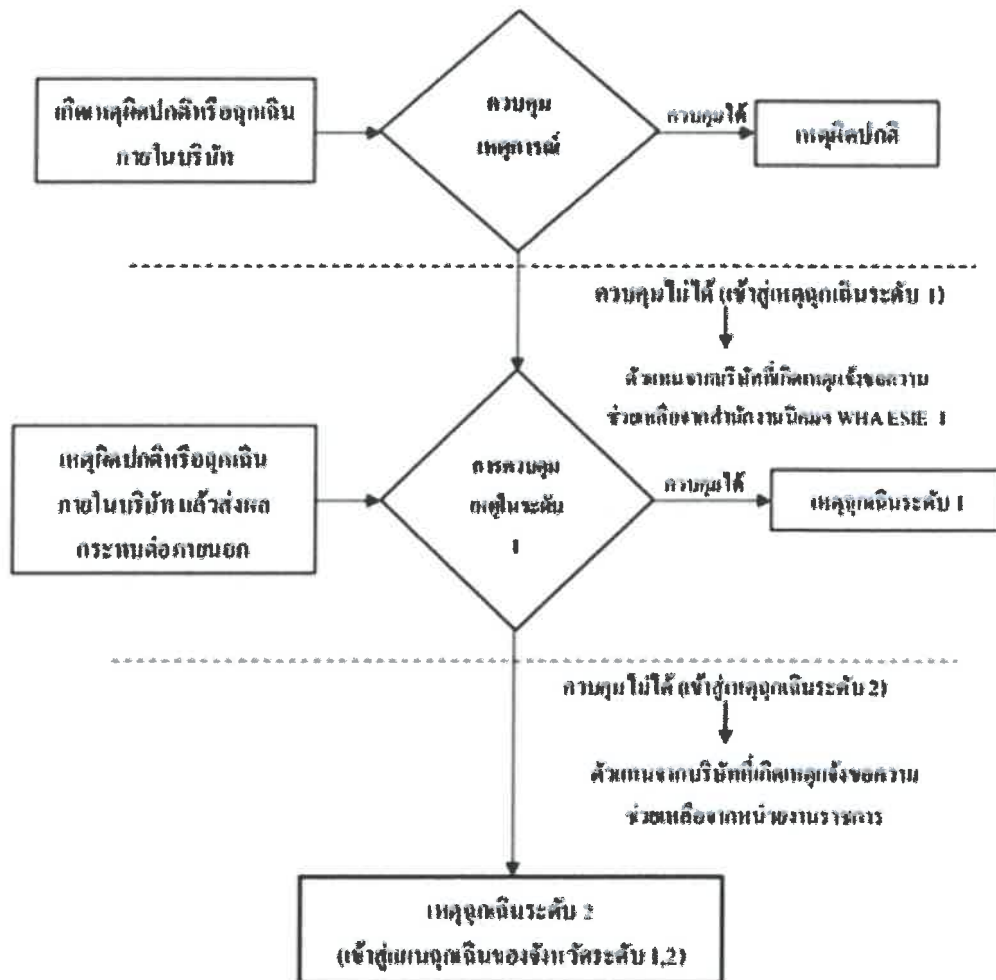 เกิดเหตุผิดปกติหรือฉุกเฉิน
ภายในบริษัท
ควบคุม
เหตุการณ์
ควบคุมได้
เหตุผิดปกติ
ควบคุมไม่ได้ (เข้าสู่เหตุฉุกเฉินระดับ 1)
ตัวแทนจากบริษัทที่เกิดเหตุแจ้งขอความ
ช่วยเหลือจากสำนักงานนิคมฯ WHA ESIE 1
เหตุผิดปกติหรือฉุกเฉิน
ภายในบริษัท แล้วส่งผล
กระทบต่อภายนอก
การควบคุม
เหตุในระดับ
1
ควบคุมได้
เหตุฉุกเฉินระดับ 1
ควบคุมไม่ได้ (เข้าสู่เหตุฉุกเฉินระดับ 2)
ตัวแทนจากบริษัทที่เกิดเหตุแจ้งขอความ
ช่วยเหลือจากหน่วยงานราชการ
เหตุฉุกเฉินระดับ 2
(เข้าสู่แผนฉุกเฉินของจังหวัดระดับ 1,2)